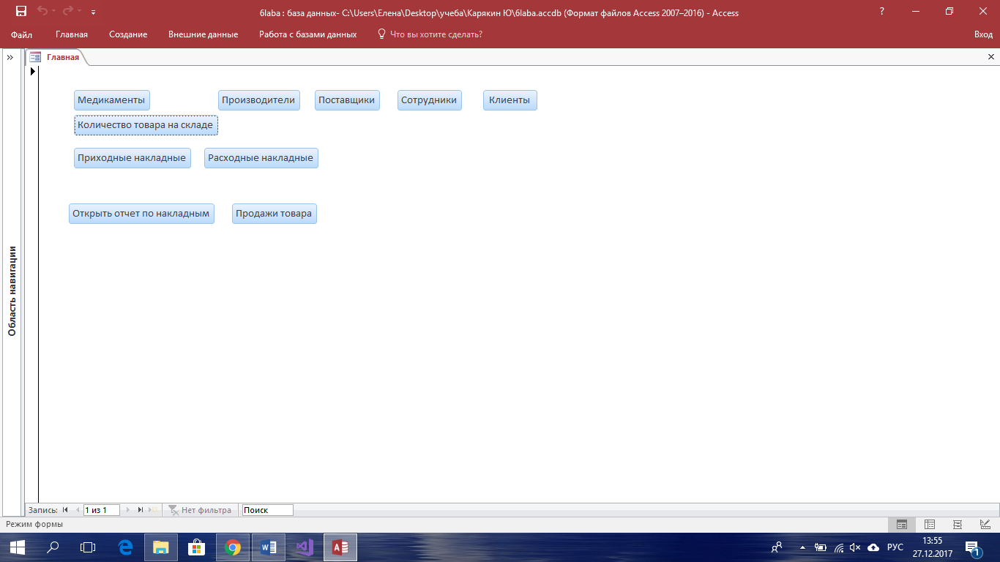 6laba : база данных- C:\Users\Елена\Desktop\учеба\Карякин Ю\6laba.accdb (Формат файлов Access 2007–2016) - Access
?
Файл Главная Создание Внешние данные Работа с базами данных Что вы хотите сделать? Вход
Главная
Медикаменты Производители Поставщики Сотрудники Клиенты
Количество товара на складе
Приходные накладные Расходные накладные
Открыть отчет по накладным Продажи товара
Область навигации
Запись: 1 из 1 Нет фильтра Поиск
Режим формы
РУС
13:55
27.12.2017
1